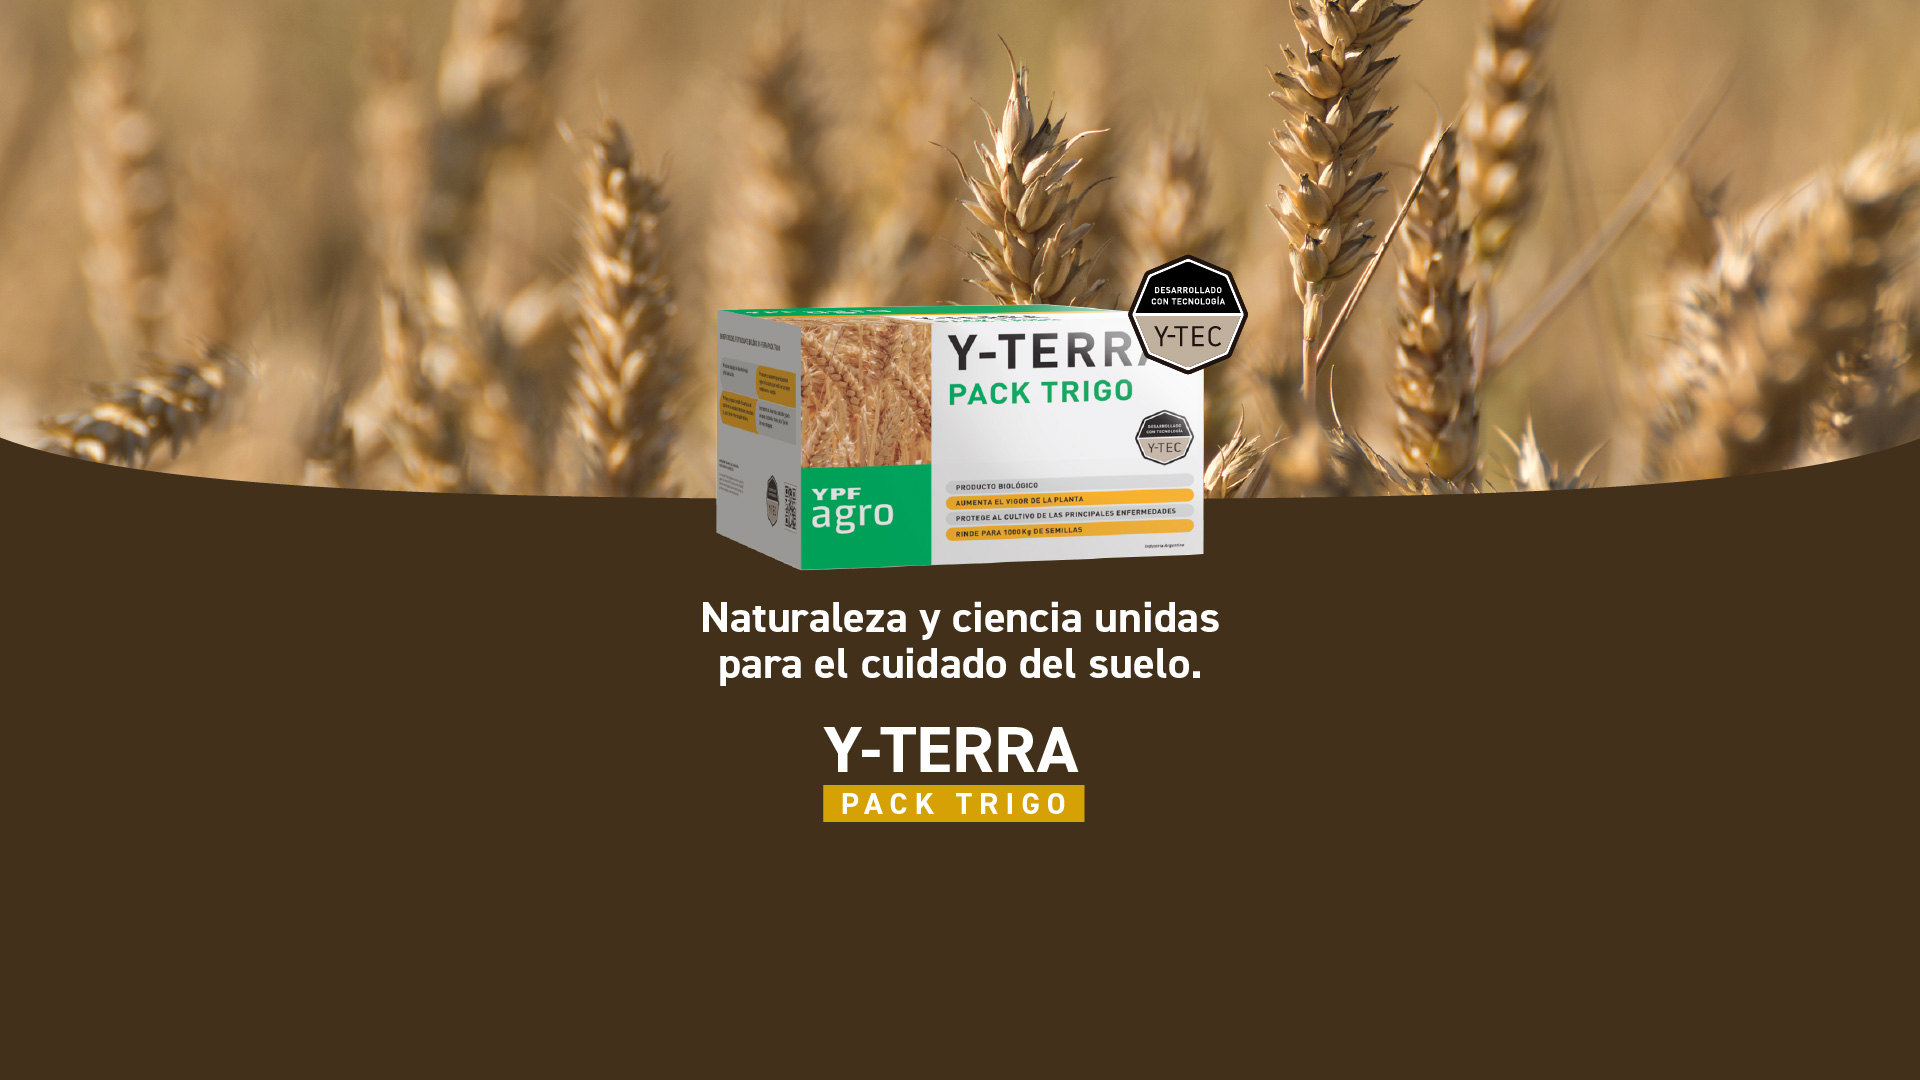 DESARROLLADO
CON TECNOLOGÍA
Y-TEC
Y-TERRA
PACK TRIGO
DESARROLLADO
CON TECNOLOGÍA
Y-TEC
YPF
agro
PRODUCTO BIOLÓGICO
AUMENTA EL VIGOR DE LA PLANTA
PROTEGE AL CULTIVO DE LAS PRINCIPALES ENFERMEDADES
RINDE PARA 1000 Kg DE SEMILLAS
Industria Argentina
Y-TEC
Naturaleza y ciencia unidas
para el cuidado del suelo.
Y-TERRA
PACK TRIGO